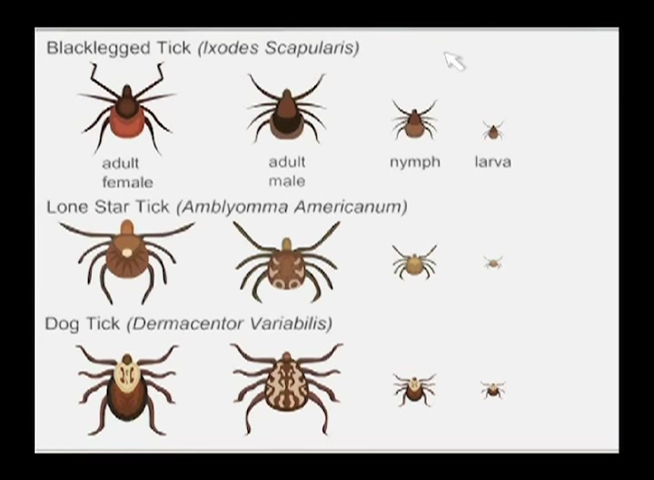 Blacklegged Tick (Ixodes Scapularis)
adult female
adult male
nymph
larva
Lone Star Tick (Amblyomma Americanum)
Dog Tick (Dermacentor Variabilis)